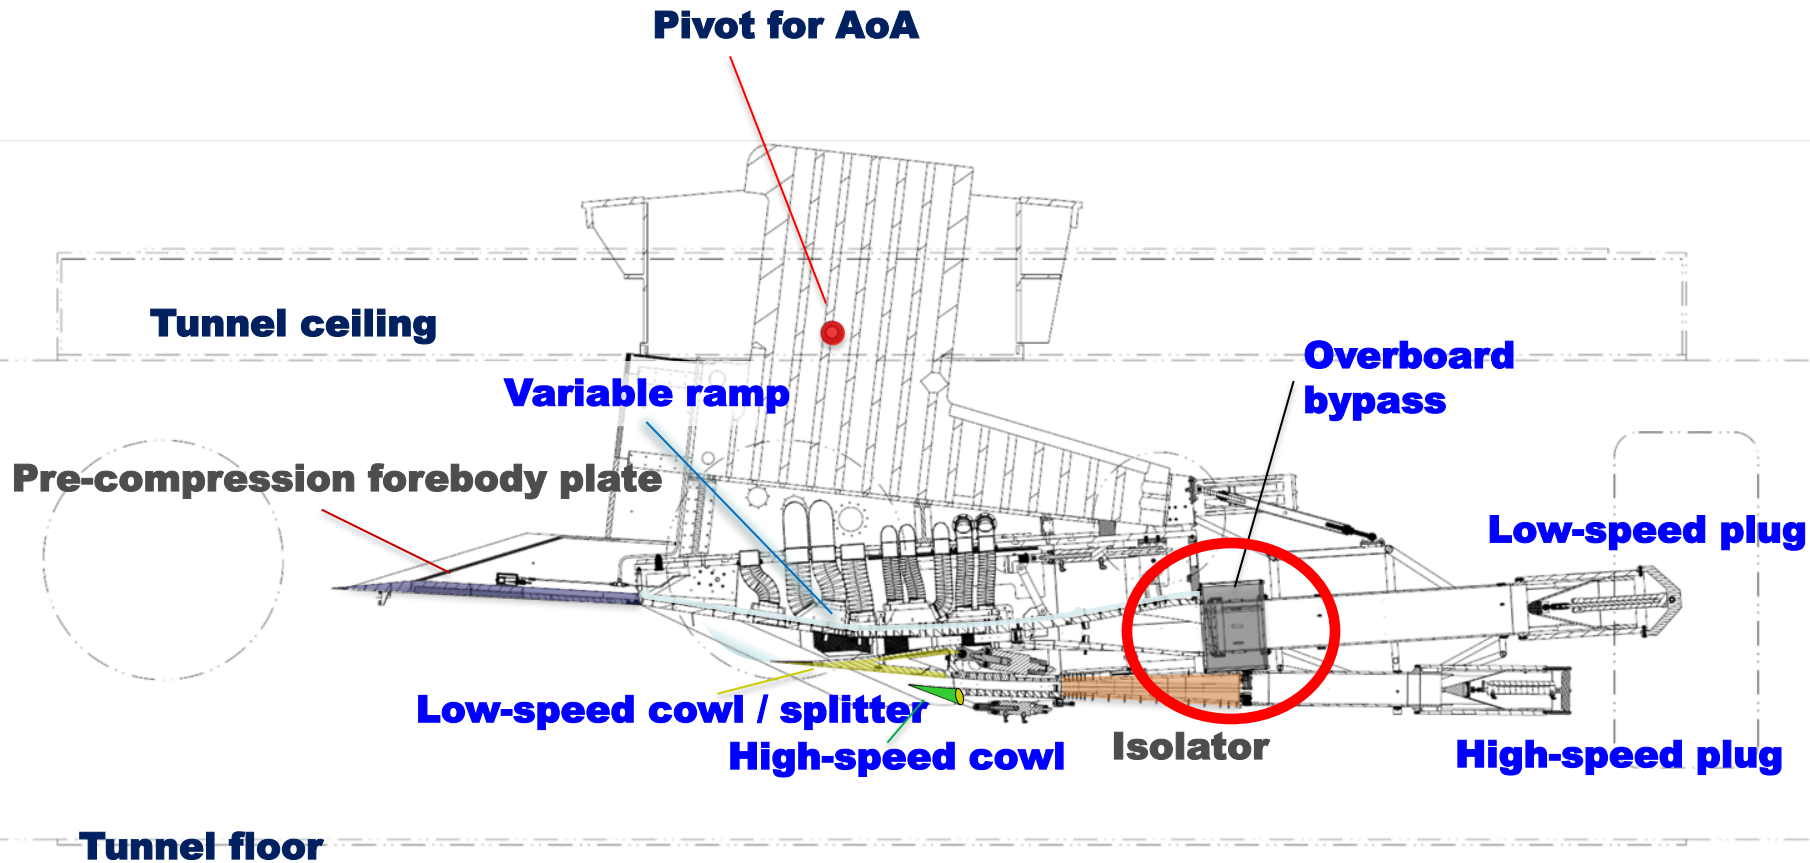 Pivot for AoA
Tunnel ceiling
Overboard
bypass
Variable ramp
Pre-compression forebody plate
Low-speed plug
Low-speed cowl / splitter
High-speed cowl
Isolator
High-speed plug
Tunnel floor